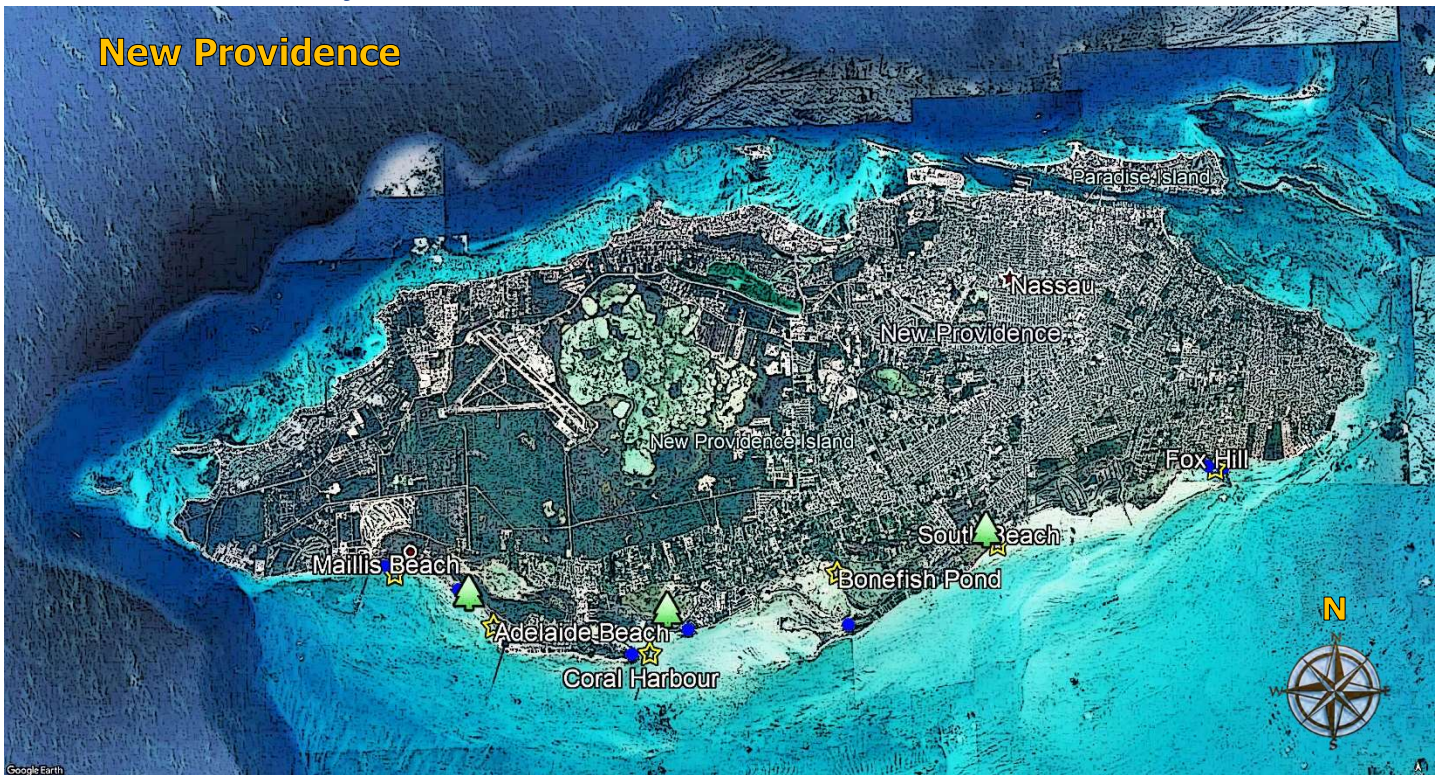 New Providence
Paradise Island
Nassau
New Providence
New Providence Island
Fox Hill
South Beach
Maillis Beach
Bonefish Pond
Adelaide Beach
Coral Harbour
N
N
W
E
S
Google Earth